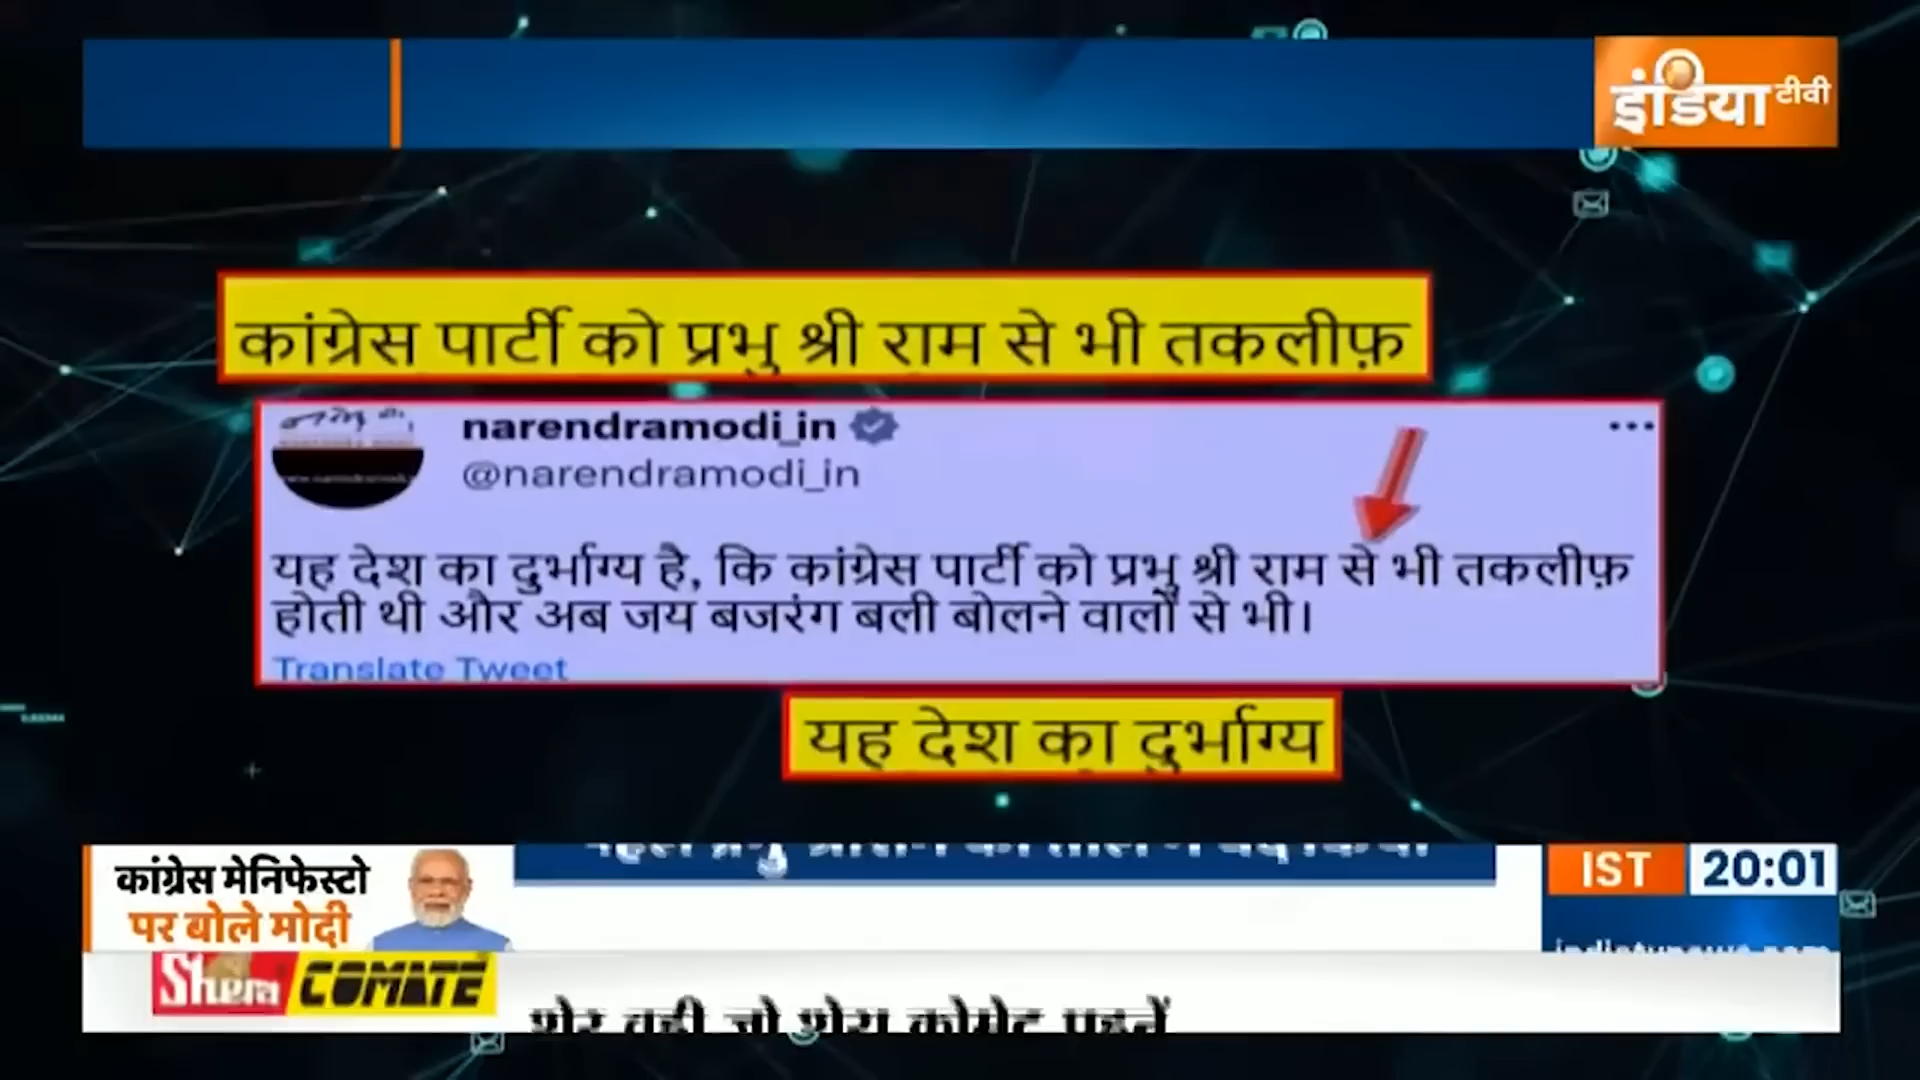 इंडिया टीवी
कांग्रेस पार्टी को प्रभु श्री राम से भी तकलीफ़
narendramodi_in
@narendramodi_in
यह देश का दुर्भाग्य है, कि कांग्रेस पार्टी को प्रभु श्री राम से भी तकलीफ़
होती थी और अब जय बजरंग बली बोलने वालों से भी।
Translate Tweet
यह देश का दुर्भाग्य
कांग्रेस मेनिफेस्टो
पर बोले मोदी
IST 20:01
Shera COMATE